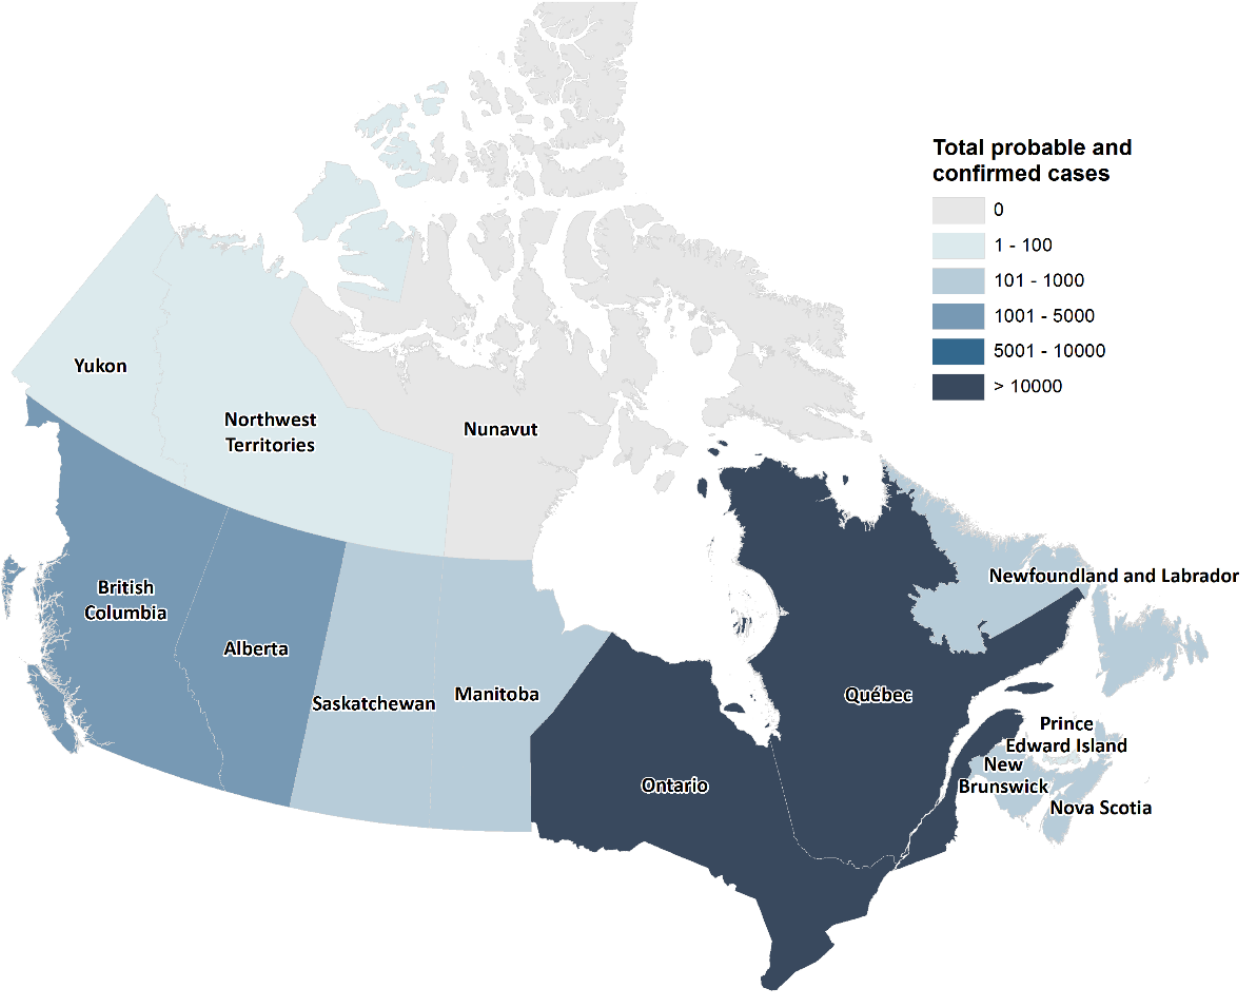 Total probable and
confirmed cases
0
1 - 100
101 - 1000
1001 - 5000
5001 - 10000
> 10000
Yukon
Northwest
Territories
Nunavut
British
Columbia
Alberta
Saskatchewan
Manitoba
Ontario
Québec
Newfoundland and Labrador
Prince
Edward Island
New
Brunswick
Nova Scotia